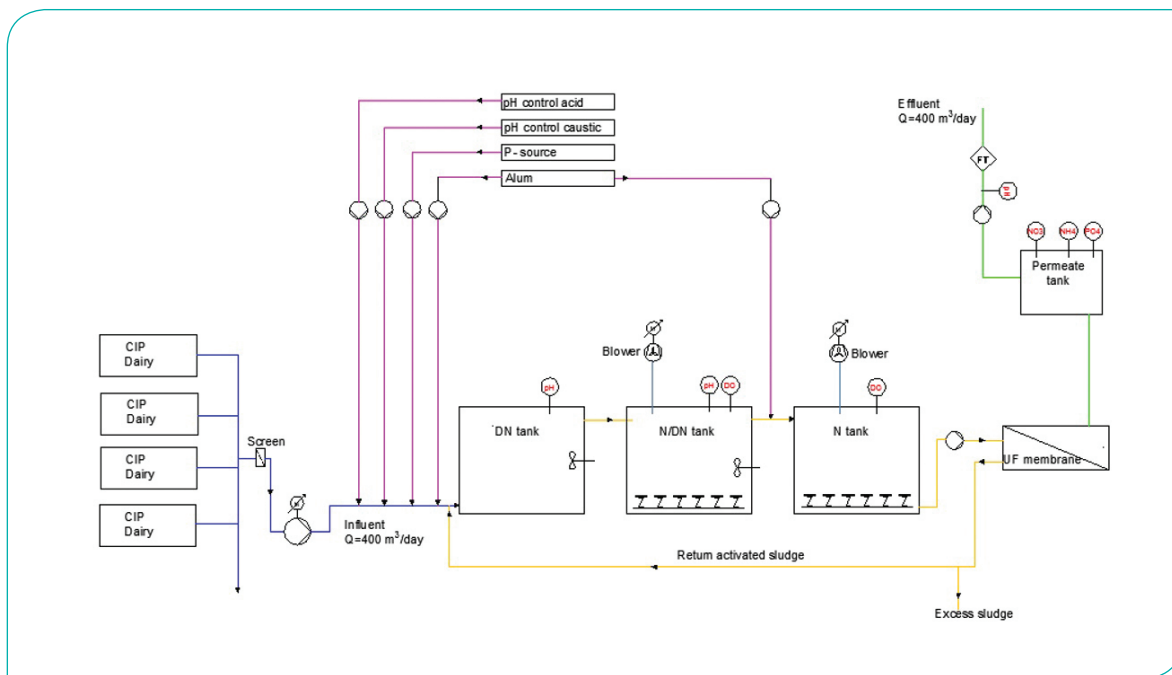 pH control acid
pH control caustic
P- source
Alum
Effluent
Q=400 m³/day
FT
pH
NO3
NH4
PO4
Permeate
tank
CIP
Dairy
CIP
Dairy
CIP
Dairy
CIP
Dairy
Screen
M
Influent
Q=400 m³/day
M
Blower
M
Blower
pH
DN tank
pH
DO
N/DN tank
DO
N tank
UF membrane
Return activated sludge
Excess sludge